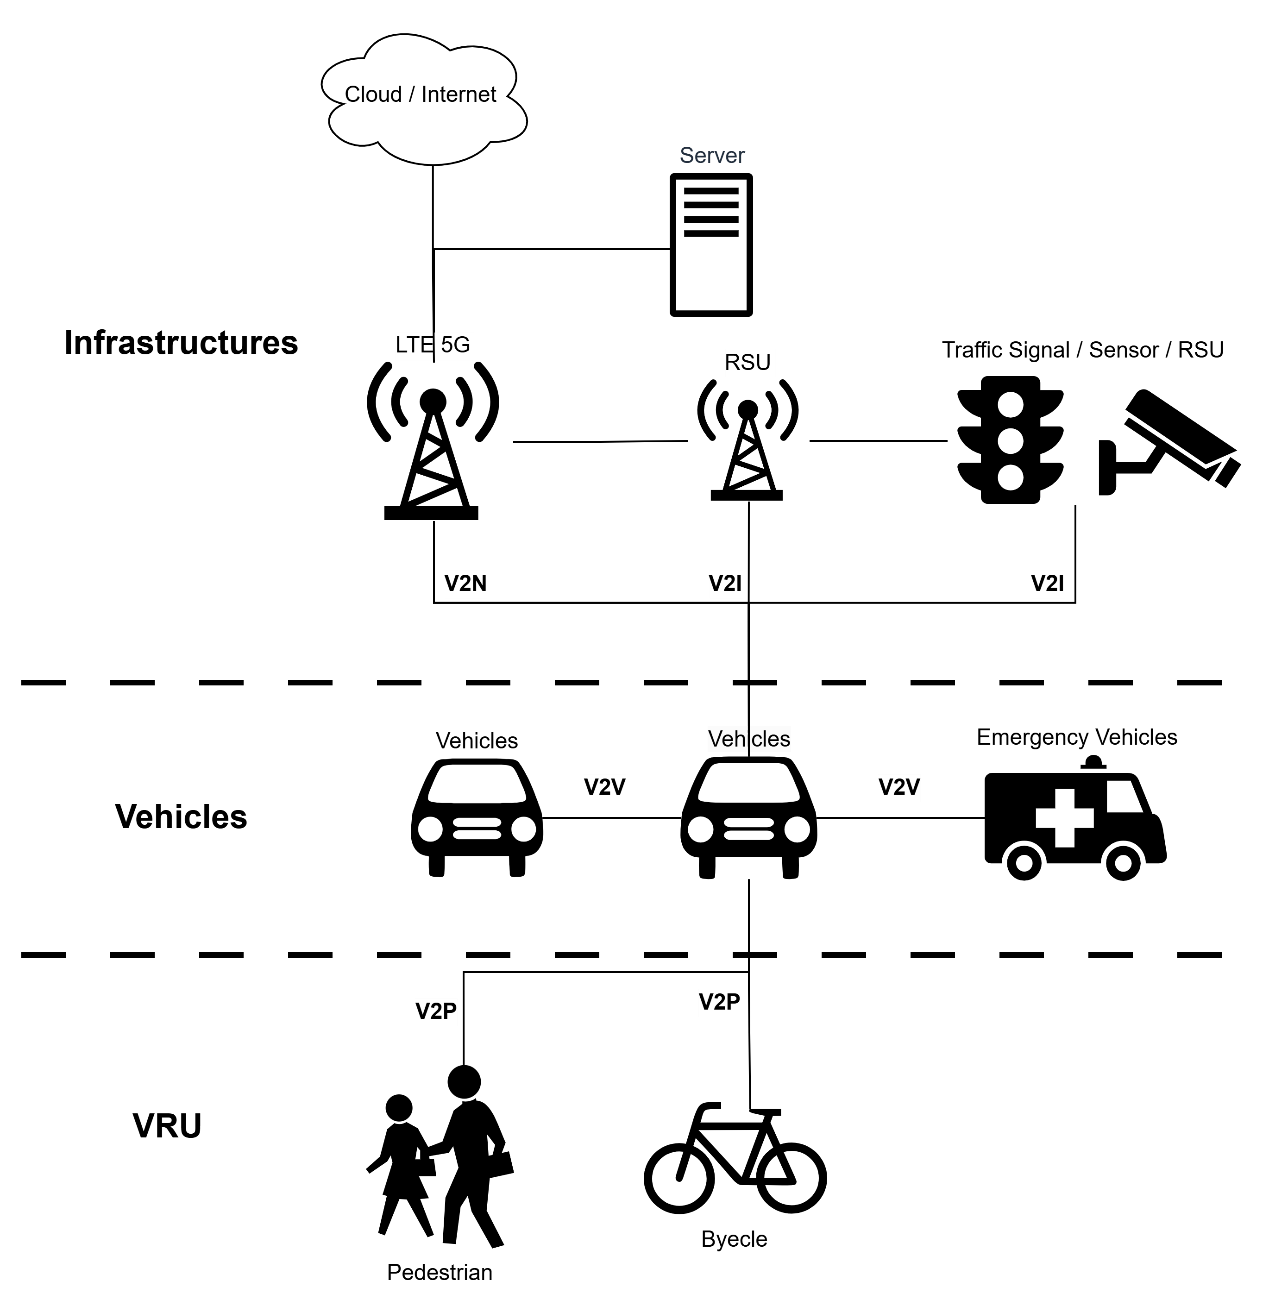 Cloud / Internet
Server
Infrastructures
LTE 5G
RSU
Traffic Signal / Sensor / RSU
V2N
V2I
V2I
Vehicles
Vehicles
Emergency Vehicles
Vehicles
V2V
V2V
V2P
V2P
VRU
Byecle
Pedestrian